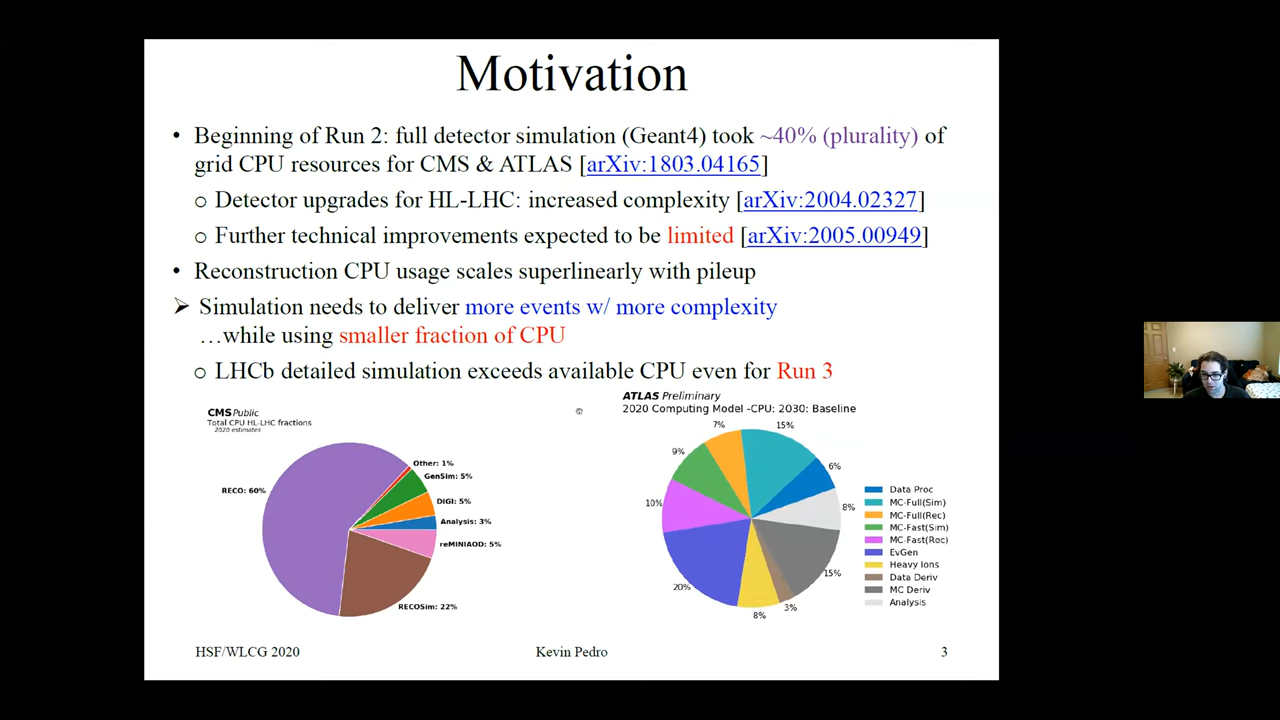 Motivation
• Beginning of Run 2: full detector simulation (Geant4) took ~40% (plurality) of
grid CPU resources for CMS & ATLAS [arXiv:1803.04165]
o Detector upgrades for HL-LHC: increased complexity [arXiv:2004.02327]
o Further technical improvements expected to be limited [arXiv:2005.00949]
• Reconstruction CPU usage scales superlinearly with pileup
➢ Simulation needs to deliver more events w/ more complexity
…while using smaller fraction of CPU
o LHCb detailed simulation exceeds available CPU even for Run 3
CMS Public
Total CPU HL-LHC fractions
2020 estimates
Other: 1%
GenSim: 5%
RECO: 60%
DIGI: 5%
Analysis: 3%
reMINIAOD: 5%
RECOSim: 22%
ATLAS Preliminary
2020 Computing Model -CPU: 2030: Baseline
7%
15%
9%
6%
10%
8%
15%
20%
3%
8%
Data Proc
MC-Full(Sim)
MC-Full(Rec)
MC-Fast(Sim)
MC-Fast(Rec)
EvGen
Heavy Ions
Data Deriv
MC Deriv
Analysis
HSF/WLCG 2020
Kevin Pedro
3